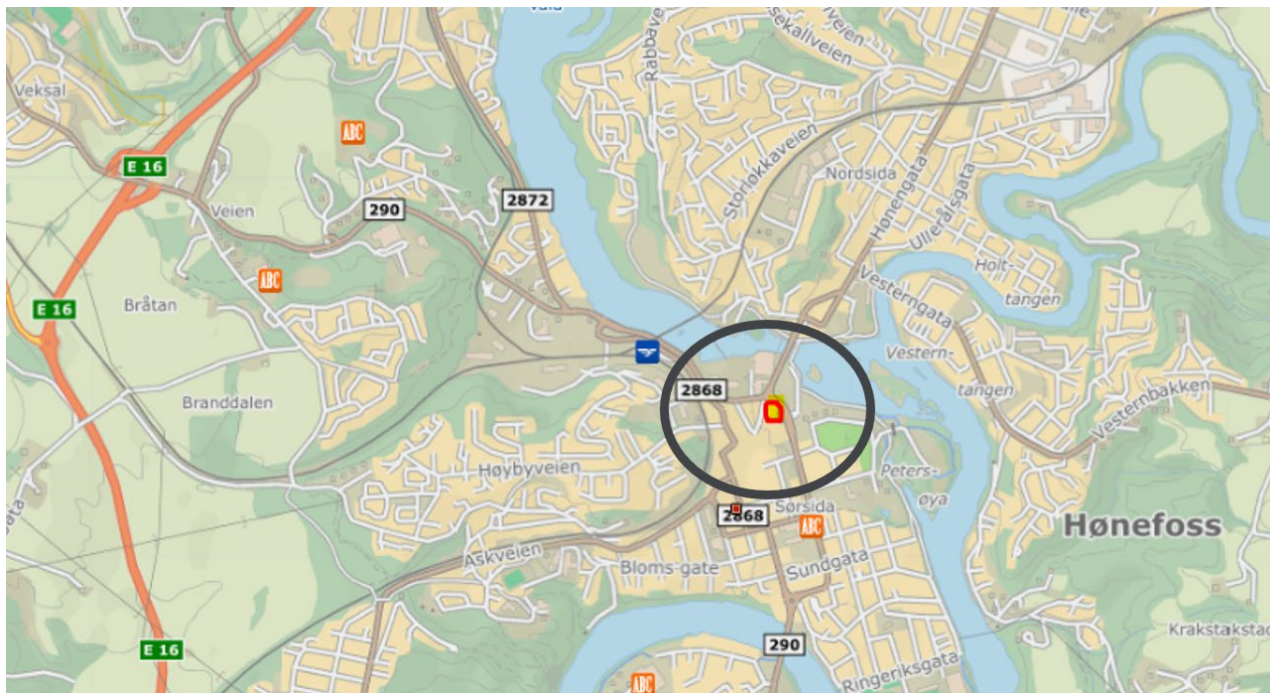 Veksal
ABC
E 16
Veien
290
2872
Rabbaveien
Storløkkaveien
Nordsida
Hønengata
Ullerålsgata
Holt-
tangen
ABC
Bråtan
E 16
Vesterngata
Vestern-
tangen
2868
Branddalen
Vesternbakken
Høybyveien
Peters-
øya
Sørsida
2868
ABC
Hønefoss
Askveien
Bloms gate
Sundgata
Krakstakstad
E 16
290
Ringeriksgata
ABC